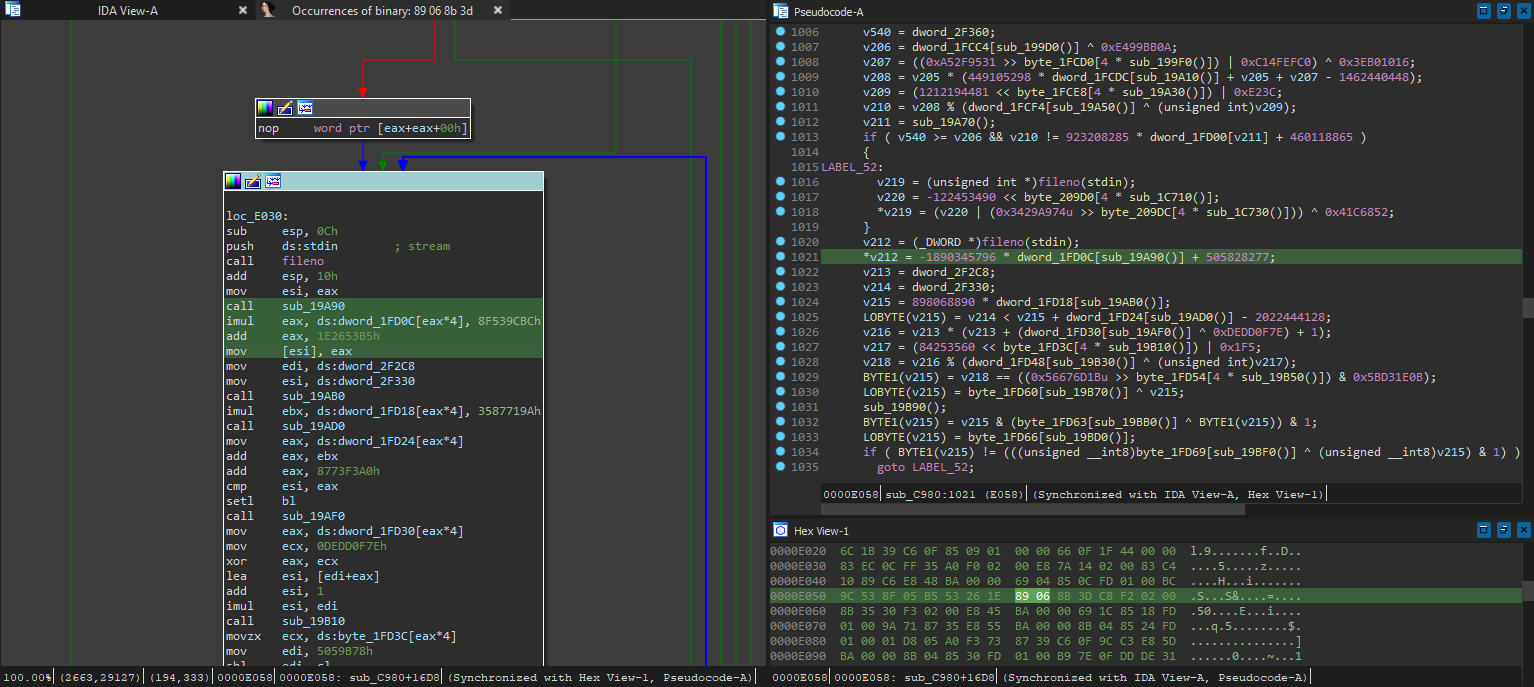 IDA View-A
Occurrences of binary: 89 06 8b 3d
nop     word ptr [eax+eax+00h]
loc_E030:
sub     esp, 0Ch
push    ds:stdin        ; stream
call    fileno
add     esp, 10h
mov     esi, eax
call    sub_19A90
imul    eax, ds:dword_1FD0C[eax*4], 8F539CBCh
add     eax, 1E2653B5h
mov     [esi], eax
mov     edi, ds:dword_2F2C8
mov     esi, ds:dword_2F330
call    sub_19AB0
imul    ebx, ds:dword_1FD18[eax*4], 3587719Ah
call    sub_19AD0
mov     eax, ds:dword_1FD24[eax*4]
add     eax, ebx
add     eax, 8773F3A0h
cmp     esi, eax
setl    bl
call    sub_19AF0
mov     eax, ds:dword_1FD30[eax*4]
mov     ecx, 0DEDD0F7Eh
xor     eax, ecx
lea     esi, [edi+eax]
add     esi, 1
imul    esi, edi
call    sub_19B10
movzx   ecx, ds:byte_1FD3C[eax*4]
mov     edi, 5059B78h
shl     edi, cl
100.00% (2663,29127) (194,333) 0000E058 0000E058: sub_C980+16D8 (Synchronized with Hex View-1, Pseudocode-A)
Pseudocode-A
1006 v540 = dword_2F360;
1007 v206 = dword_1FCC4[sub_199D0()] ^ 0xE499BB0A;
1008 v207 = ((0xA52F9531 >> byte_1FCD0[4 * sub_199F0()]) | 0xC14FEFC0) ^ 0x3EB01016;
1009 v208 = v205 * (449105298 * dword_1FCDC[sub_19A10()] + v205 + v207 - 1462440448);
1010 v209 = (1212194481 << byte_1FCE8[4 * sub_19A30()]) | 0xE23C;
1011 v210 = v208 % (dword_1FCF4[sub_19A50()] ^ (unsigned int)v209);
1012 v211 = sub_19A70();
1013 if ( v540 >= v206 && v210 != 923208285 * dword_1FD00[v211] + 460118865 )
1014 {
1015 LABEL_52:
1016 v219 = (unsigned int *)fileno(stdin);
1017 v220 = -122453490 << byte_209D0[4 * sub_1C710()];
1018 *v219 = (v220 | (0x3429A974u >> byte_209DC[4 * sub_1C730()])) ^ 0x41C6852;
1019 }
1020 v212 = (_DWORD *)fileno(stdin);
1021 *v212 = -1890345796 * dword_1FD0C[sub_19A90()] + 505828277;
1022 v213 = dword_2F2C8;
1023 v214 = dword_2F330;
1024 v215 = 898068890 * dword_1FD18[sub_19AB0()];
1025 LOBYTE(v215) = v214 < v215 + dword_1FD24[sub_19AD0()] - 2022444128;
1026 v216 = v213 * (v213 + (dword_1FD30[sub_19AF0()] ^ 0xDEDD0F7E) + 1);
1027 v217 = (84253560 << byte_1FD3C[4 * sub_19B10()]) | 0x1F5;
1028 v218 = v216 % (dword_1FD48[sub_19B30()] ^ (unsigned int)v217);
1029 BYTE1(v215) = v218 == ((0x56676D1Bu >> byte_1FD54[4 * sub_19B50()]) & 0x5BD31E0B);
1030 LOBYTE(v215) = byte_1FD60[sub_19B70()] ^ v215;
1031 sub_19B90();
1032 BYTE1(v215) = v215 & (byte_1FD63[sub_19BB0()] ^ BYTE1(v215)) & 1;
1033 LOBYTE(v215) = byte_1FD66[sub_19BD0()];
1034 if ( BYTE1(v215) != (((unsigned __int8)byte_1FD69[sub_19BF0()] ^ (unsigned __int8)v215) & 1) )
1035 goto LABEL_52;
0000E058 sub_C980:1021 (E058) (Synchronized with IDA View-A, Hex View-1)
Hex View-1
0000E020 6C 1B 39 C6 0F 85 09 01 00 00 66 0F 1F 44 00 00 l.9.......f..D..
0000E030 83 EC 0C FF 35 A0 F0 02 00 E8 7A 14 02 00 83 C4 ....5.....z.....
0000E040 10 89 C6 E8 48 BA 00 00 69 04 85 0C FD 01 00 BC ....H...i.......
0000E050 9C 53 8F 05 B5 53 26 1E 89 06 8B 3D C8 F2 02 00 .S...S&....=....
0000E060 8B 35 30 F3 02 00 E8 45 BA 00 00 69 1C 85 18 FD .50....E...i....
0000E070 01 00 9A 71 87 35 E8 55 BA 00 00 8B 04 85 24 FD ...q.5.U......$.
0000E080 01 00 01 D8 05 A0 F3 73 87 39 C6 0F 9C C3 E8 5D ...............]
0000E090 BA 00 00 8B 04 85 30 FD 01 00 B9 7E 0F DD DE 31 ......0....~...1
0000E058 0000E058: sub_C980+16D8 (Synchronized with IDA View-A, Pseudocode-A)